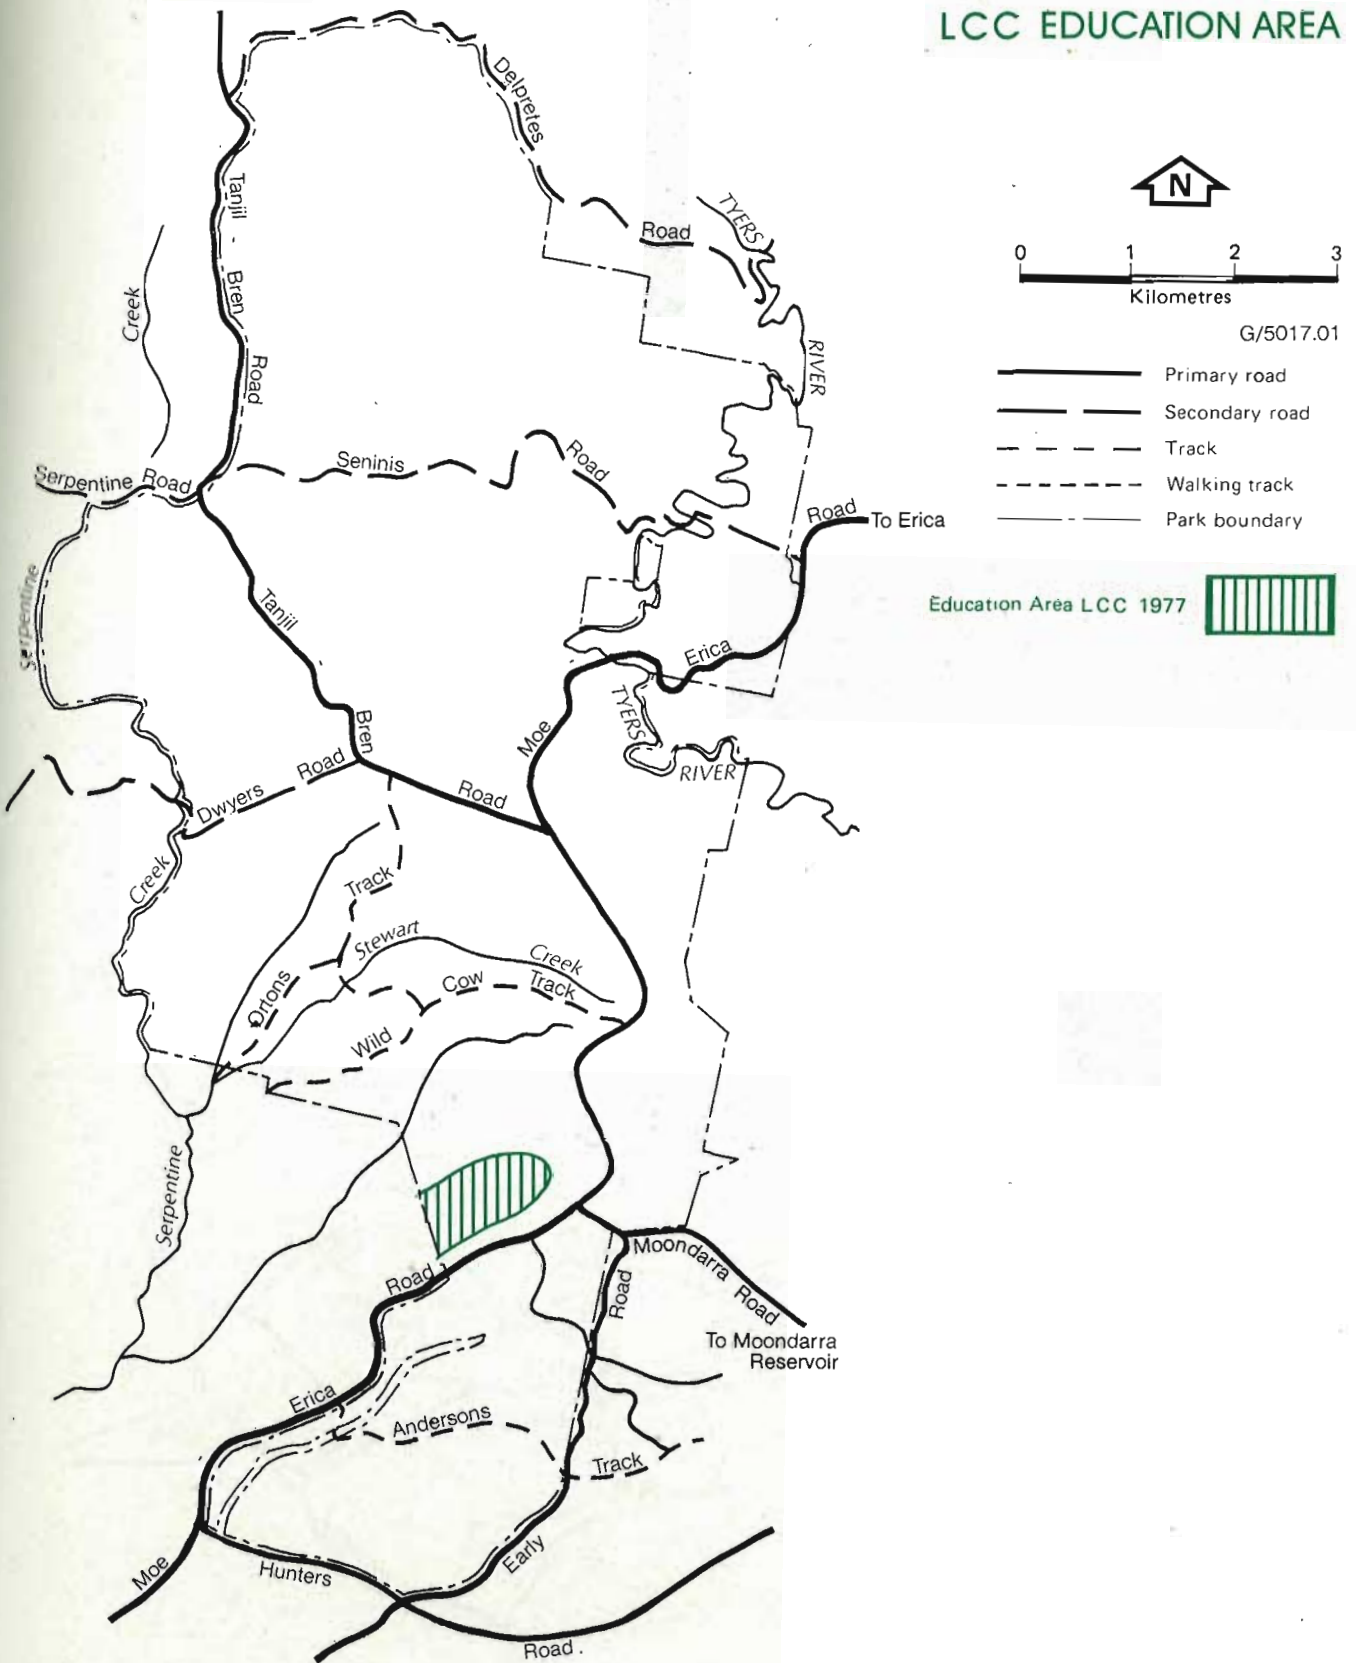 LCC EDUCATION AREA
N
0 1 2 3
Kilometres
G/5017.01
Primary road
Secondary road
Track
Walking track
Park boundary
Education Area LCC 1977
Delpretes
Road
TYERS
RIVER
Tanjil
Bren
Road
Creek
Serpentine Road
Seninis
Road
Road
To Erica
Serpentine
Tanjil
Bren
Road
Erica
Moe
TYERS
RIVER
Dwyers Road
Creek
Track
Stewart
Creek
Ortons
Cow
Track
Wild
Serpentine
Road
Moondarra
Road
To Moondarra
Reservoir
Road
Erica
Andersons
Track
Moe
Hunters
Early
Road.